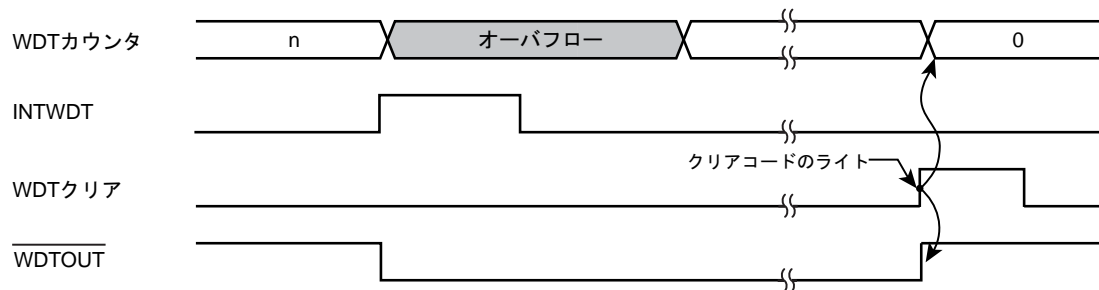 WDTカウンタ n オーバフロー 0
INTWDT
クリアコードのライト
WDTクリア
WDTOUT